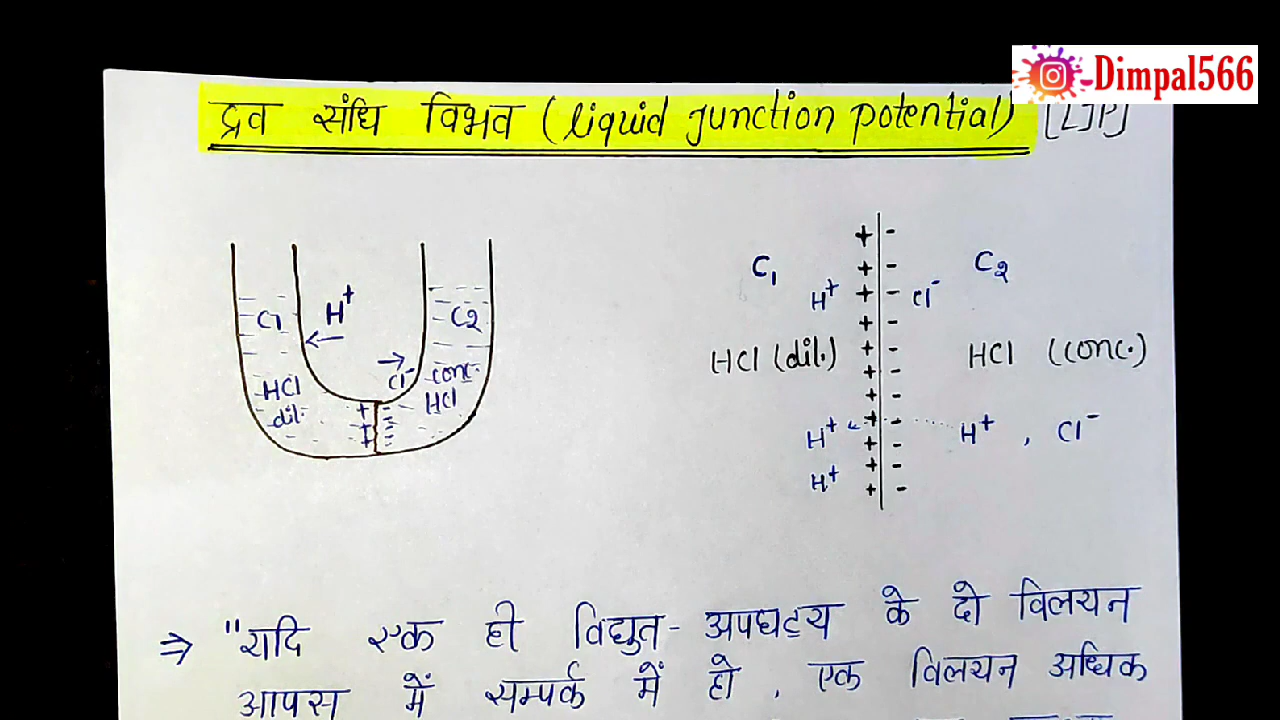 -Dimpal566
द्रव संधि विभव (liquid junction potential) [LJP]
C1 H+ C2
Cl- conc.
HCl HCl
dil.
C1 C2
H+ Cl-
HCl (dil.) HCl (conc.)
H+ H+ , Cl-
H+
⇒ "यदि एक ही विद्युत-अपघट्य के दो विलयन
आपस में सम्पर्क में हो , एक विलयन अधिक